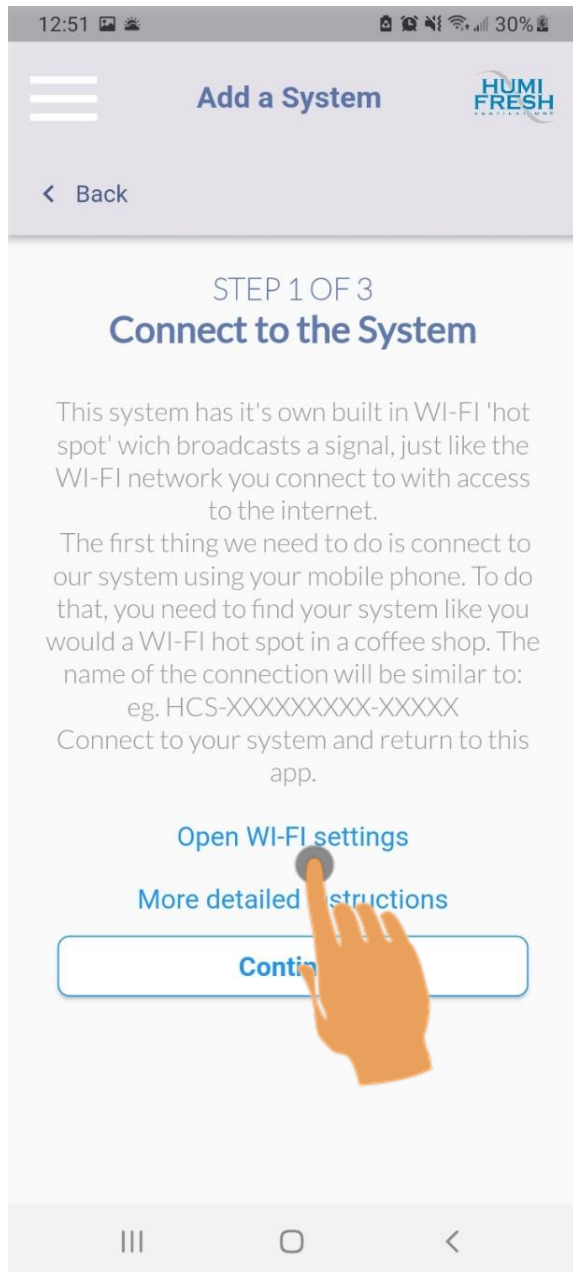 12:51 30%
Add a System
HUMI
FRESH
< Back
STEP 1 OF 3
Connect to the System
This system has it's own built in WI-FI 'hot
spot' wich broadcasts a signal, just like the
WI-FI network you connect to with access
to the internet.
The first thing we need to do is connect to
our system using your mobile phone. To do
that, you need to find your system like you
would a WI-FI hot spot in a coffee shop. The
name of the connection will be similar to:
eg. HCS-XXXXXXXXX-XXXXX
Connect to your system and return to this
app.
Open WI-FI settings
More detailed instructions